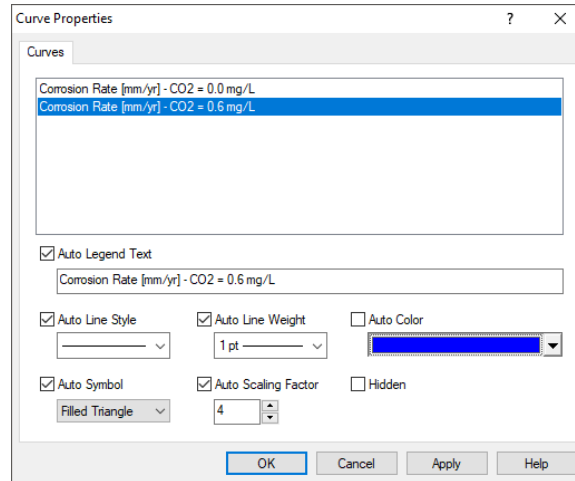 Curve Properties
Curves
Corrosion Rate [mm/yr] - CO2 = 0.0 mg/L
Corrosion Rate [mm/yr] - CO2 = 0.6 mg/L
Auto Legend Text
Corrosion Rate [mm/yr] - CO2 = 0.6 mg/L
Auto Line Style
Auto Line Weight
Auto Color
1 pt
Auto Symbol
Auto Scaling Factor
Hidden
Filled Triangle
4
OK
Cancel
Apply
Help